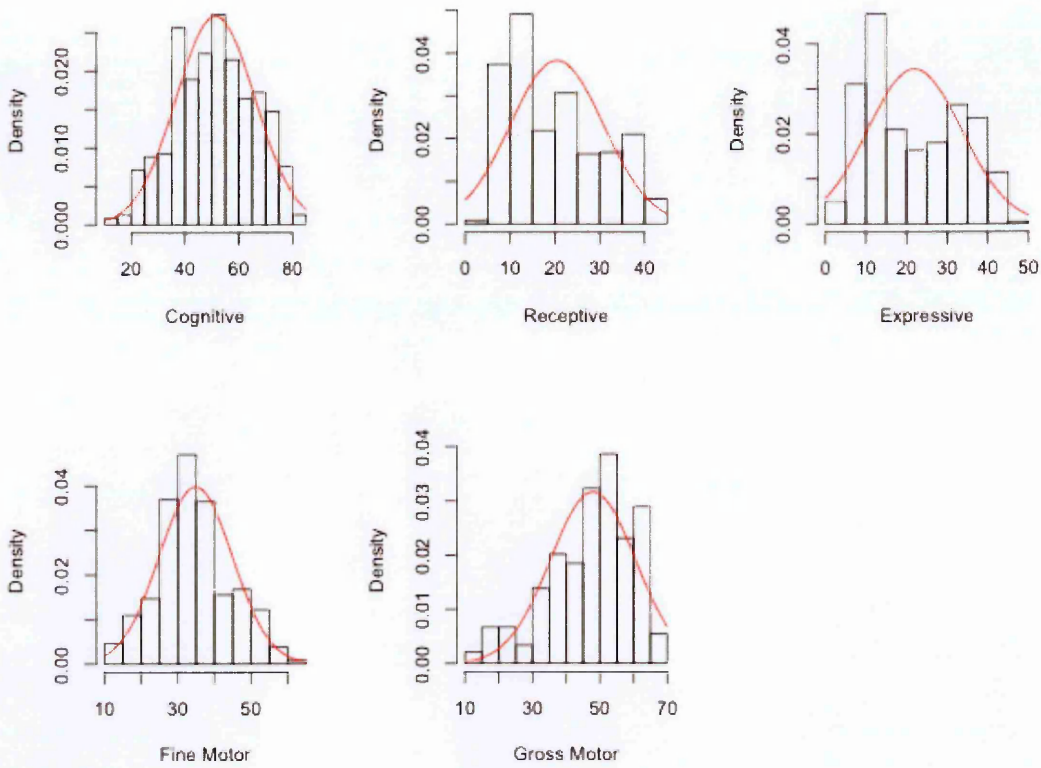 Density
0.000 0.010 0.020
20 40 60 80
Cognitive
Density
0.00 0.02 0.04
0 10 20 30 40
Receptive
Density
0.00 0.02 0.04
0 10 20 30 40 50
Expressive
Density
0.00 0.02 0.04
10 30 50
Fine Motor
Density
0.00 0.01 0.02 0.03 0.04
10 30 50 70
Gross Motor